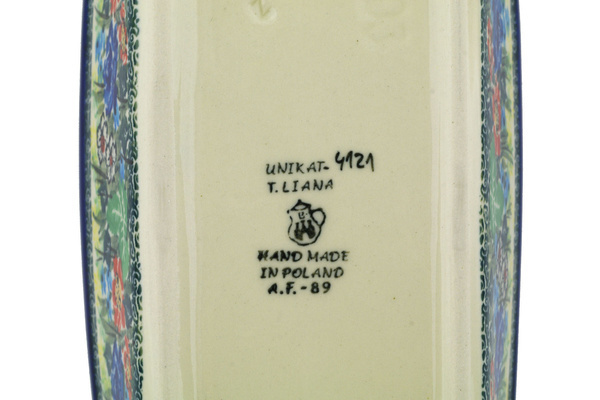 UNIKAT-4121
T.LIANA
U
HAND MADE
IN POLAND
A.F.-89